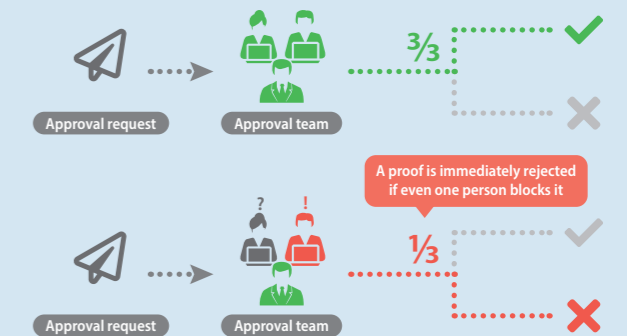 3/3
Approval request
Approval team
A proof is immediately rejected
if even one person blocks it
? !
1/3
Approval request
Approval team